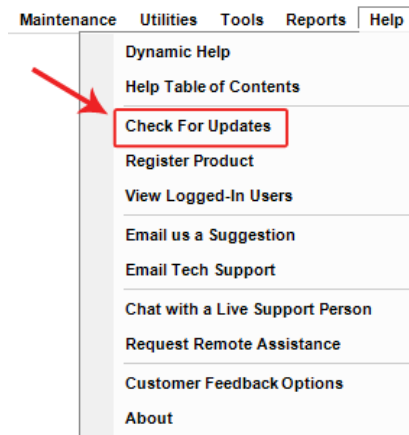 Maintenance Utilities Tools Reports Help
Dynamic Help
Help Table of Contents
Check For Updates
Register Product
View Logged-In Users
Email us a Suggestion
Email Tech Support
Chat with a Live Support Person
Request Remote Assistance
Customer Feedback Options
About